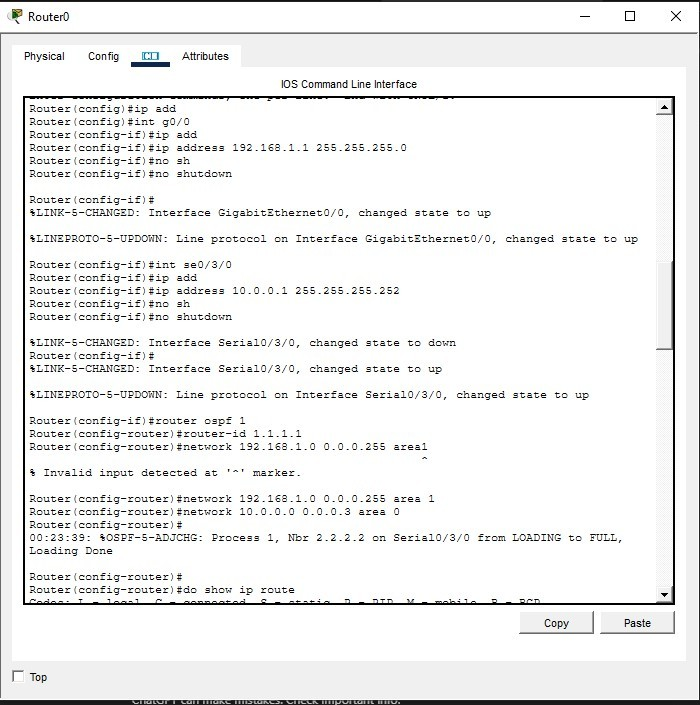 Router0
Physical Config CLI Attributes
IOS Command Line Interface
Router(config)#ip add
Router(config)#int g0/0
Router(config-if)#ip add
Router(config-if)#ip address 192.168.1.1 255.255.255.0
Router(config-if)#no sh
Router(config-if)#no shutdown
Router(config-if)#
%LINK-5-CHANGED: Interface GigabitEthernet0/0, changed state to up
%LINEPROTO-5-UPDOWN: Line protocol on Interface GigabitEthernet0/0, changed state to up
Router(config-if)#int se0/3/0
Router(config-if)#ip add
Router(config-if)#ip address 10.0.0.1 255.255.255.252
Router(config-if)#no sh
Router(config-if)#no shutdown
%LINK-5-CHANGED: Interface Serial0/3/0, changed state to down
Router(config-if)#
%LINK-5-CHANGED: Interface Serial0/3/0, changed state to up
%LINEPROTO-5-UPDOWN: Line protocol on Interface Serial0/3/0, changed state to up
Router(config-if)#router ospf 1
Router(config-router)#router-id 1.1.1.1
Router(config-router)#network 192.168.1.0 0.0.0.255 area1
^
% Invalid input detected at '^' marker.
Router(config-router)#network 192.168.1.0 0.0.0.255 area 1
Router(config-router)#network 10.0.0.0 0.0.0.3 area 0
Router(config-router)#
00:23:39: %OSPF-5-ADJCHG: Process 1, Nbr 2.2.2.2 on Serial0/3/0 from LOADING to FULL,
Loading Done
Router(config-router)#
Router(config-router)#do show ip route
Codes: L - local, C - connected, S - static, R - RIP, M - mobile, B - BGP
Copy Paste
Top
ChatGPT can make mistakes. Check important info.